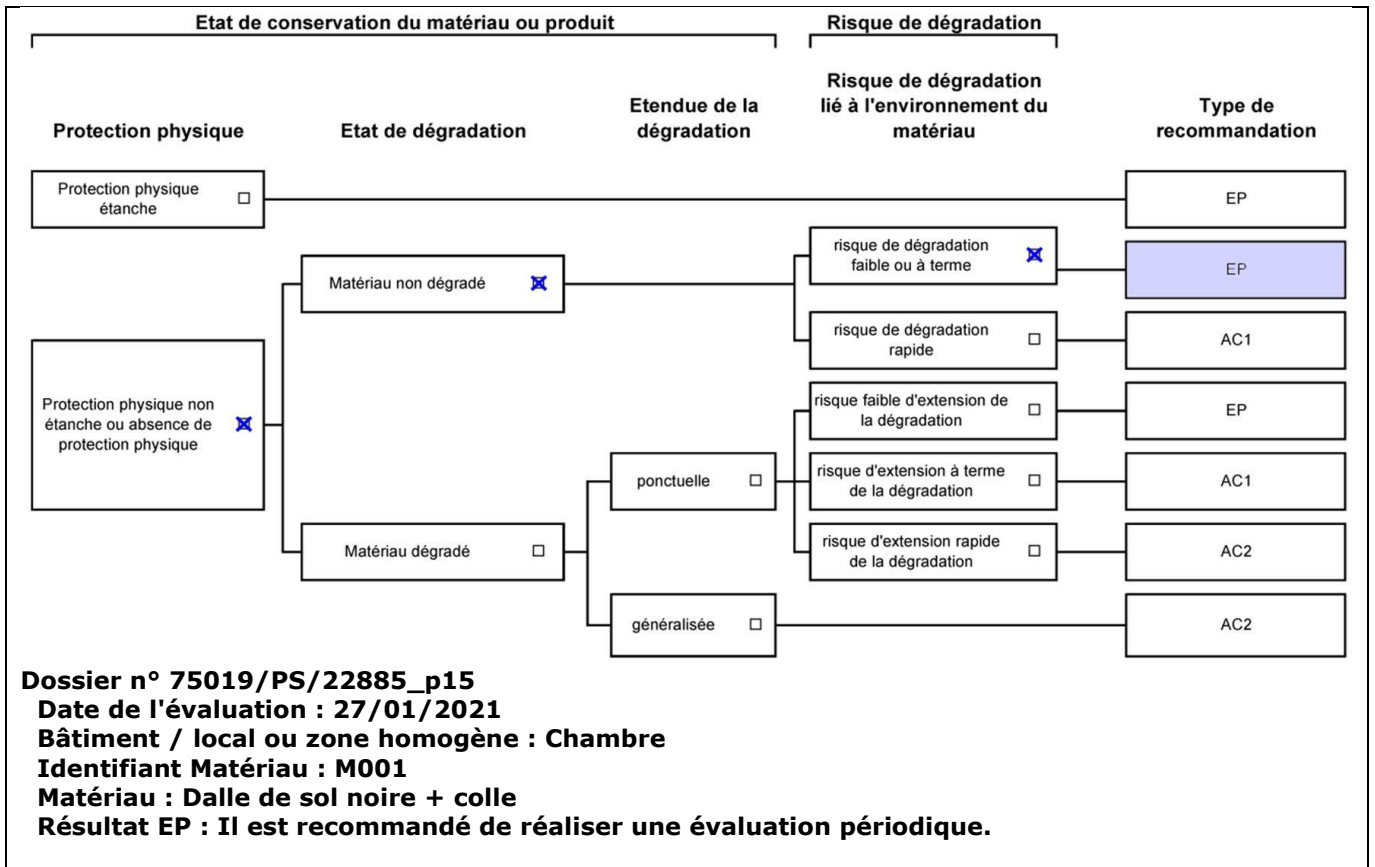 Etat de conservation du matériau ou produit
Risque de dégradation
Protection physique
Etat de dégradation
Etendue de la
dégradation
Risque de dégradation
lié à l'environnement du
matériau
Type de
recommandation
Protection physique
étanche
EP
risque de dégradation
faible ou à terme
EP
Matériau non dégradé
risque de dégradation
rapide
AC1
Protection physique non
étanche ou absence de
protection physique
risque faible d'extension de
la dégradation
EP
ponctuelle
risque d'extension à terme
de la dégradation
AC1
Matériau dégradé
risque d'extension rapide
de la dégradation
AC2
généralisée
AC2
Dossier n° 75019/PS/22885_p15
Date de l'évaluation : 27/01/2021
Bâtiment / local ou zone homogène : Chambre
Identifiant Matériau : M001
Matériau : Dalle de sol noire + colle
Résultat EP : Il est recommandé de réaliser une évaluation périodique.